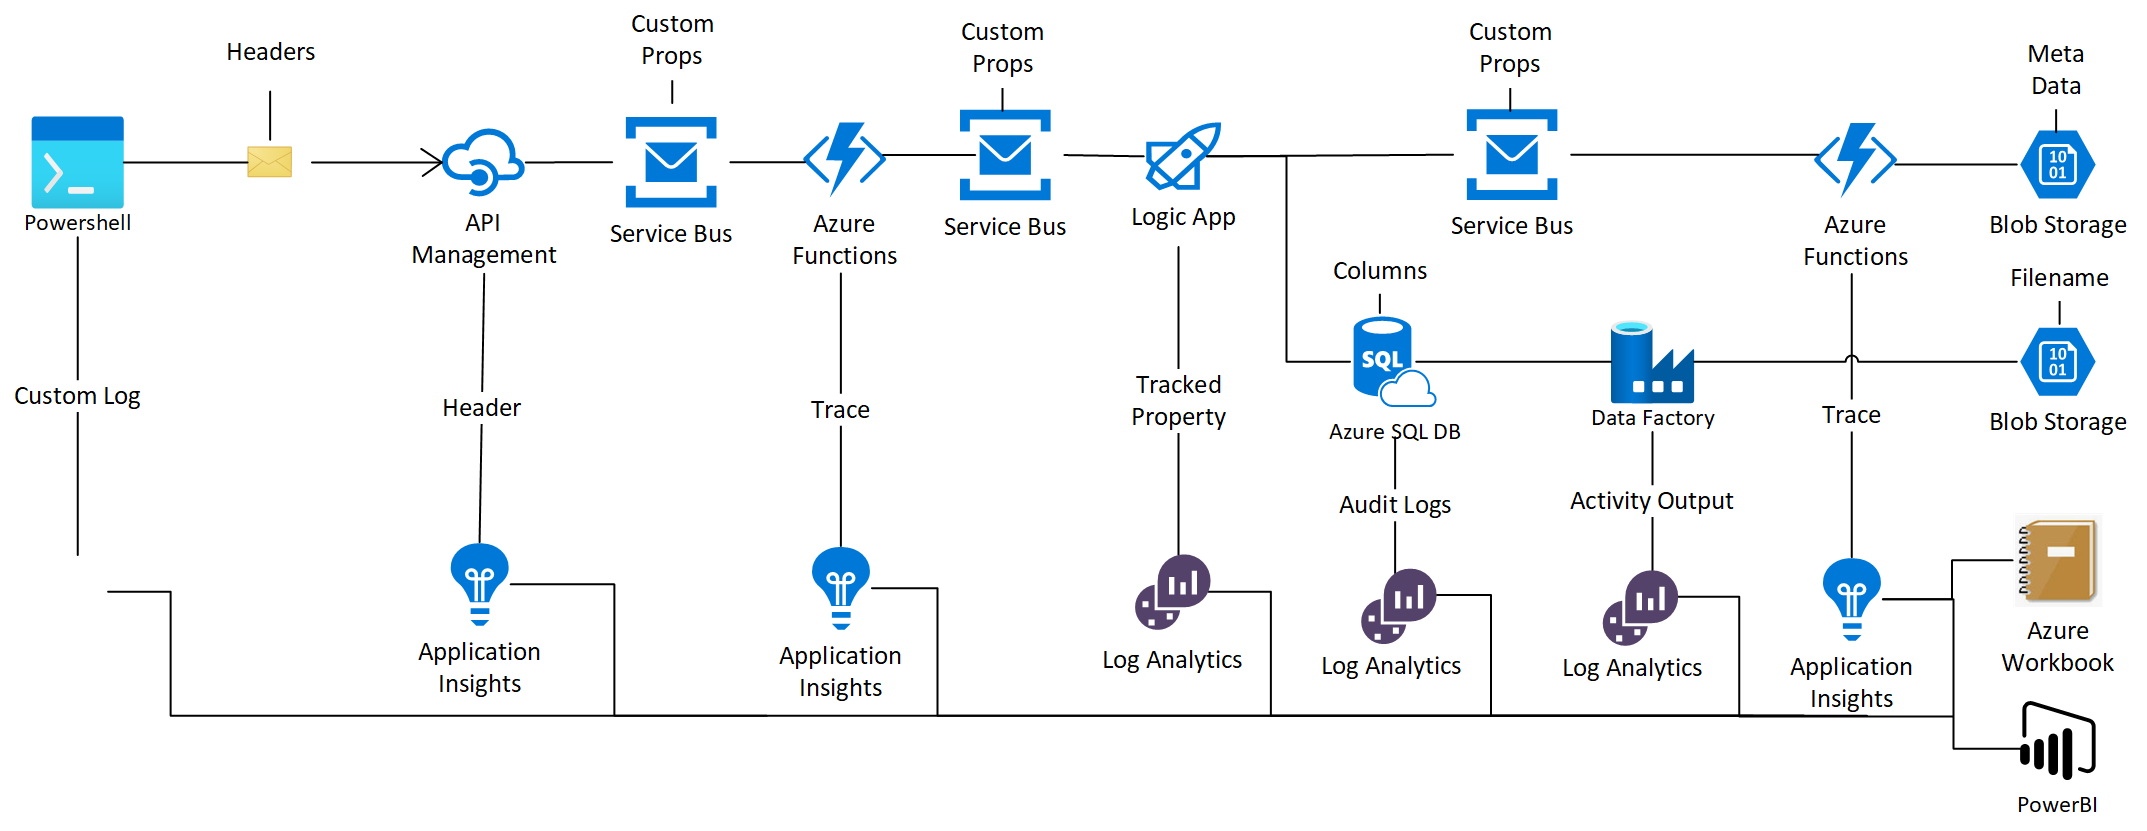 Headers
Custom
Props
Custom
Props
Custom
Props
Meta
Data
Powershell
API
Management
Service Bus
Azure
Functions
Service Bus
Logic App
Service Bus
Azure
Functions
10
01
Blob Storage
Columns
Filename
SQL
10
01
Custom Log
Header
Trace
Tracked
Property
Azure SQL DB
Data Factory
Trace
Blob Storage
Audit Logs
Activity Output
Application
Insights
Application
Insights
Log Analytics
Log Analytics
Log Analytics
Application
Insights
Azure
Workbook
PowerBI